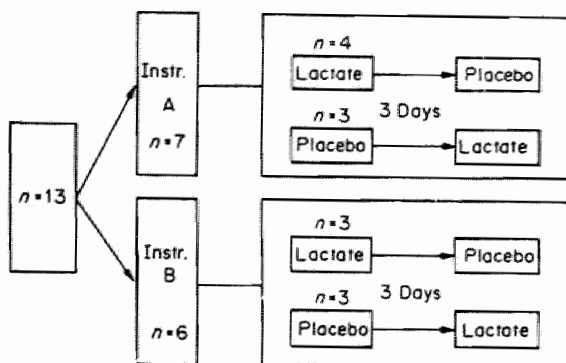 n=13
Instr.
A
n=7
n=4
Lactate
Placebo
n=3
3 Days
Placebo
Lactate
Instr.
B
n=6
n=3
Lactate
Placebo
n=3
3 Days
Placebo
Lactate